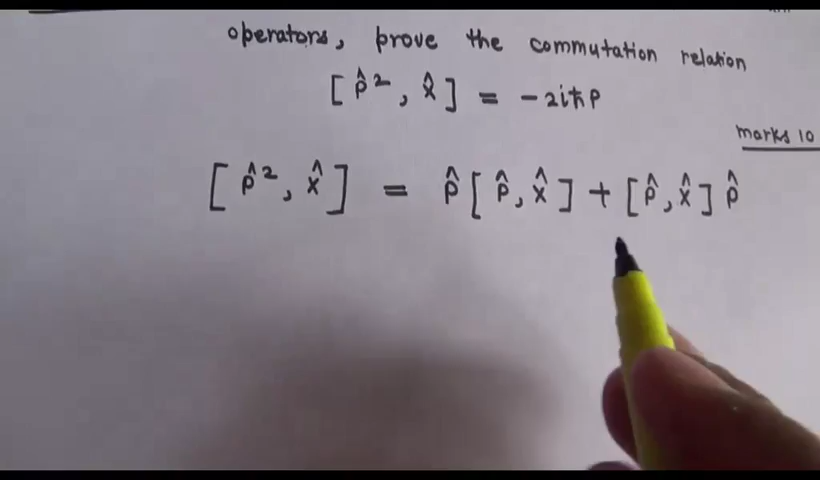 operators, prove the commutation relation
[p̂², x̂] = -2iħp
marks 10
[p̂², x̂] = p̂[p̂, x̂] + [p̂, x̂]p̂